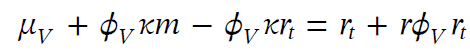 μ_V + ϕ_V κm − ϕ_V κr_t = r_t + rϕ_V r_t